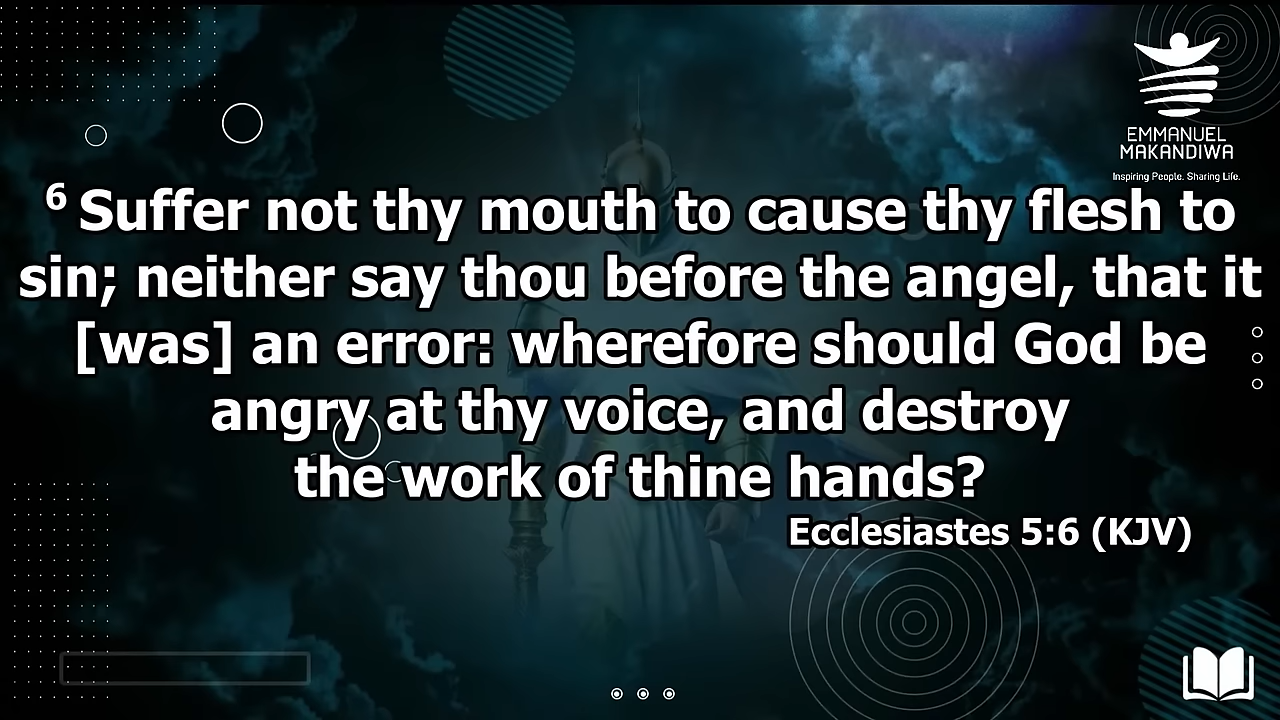 EMMANUEL
MAKANDIWA
Inspiring People. Sharing Life.
6 Suffer not thy mouth to cause thy flesh to
sin; neither say thou before the angel, that it
[was] an error: wherefore should God be
angry at thy voice, and destroy
the work of thine hands?
Ecclesiastes 5:6 (KJV)